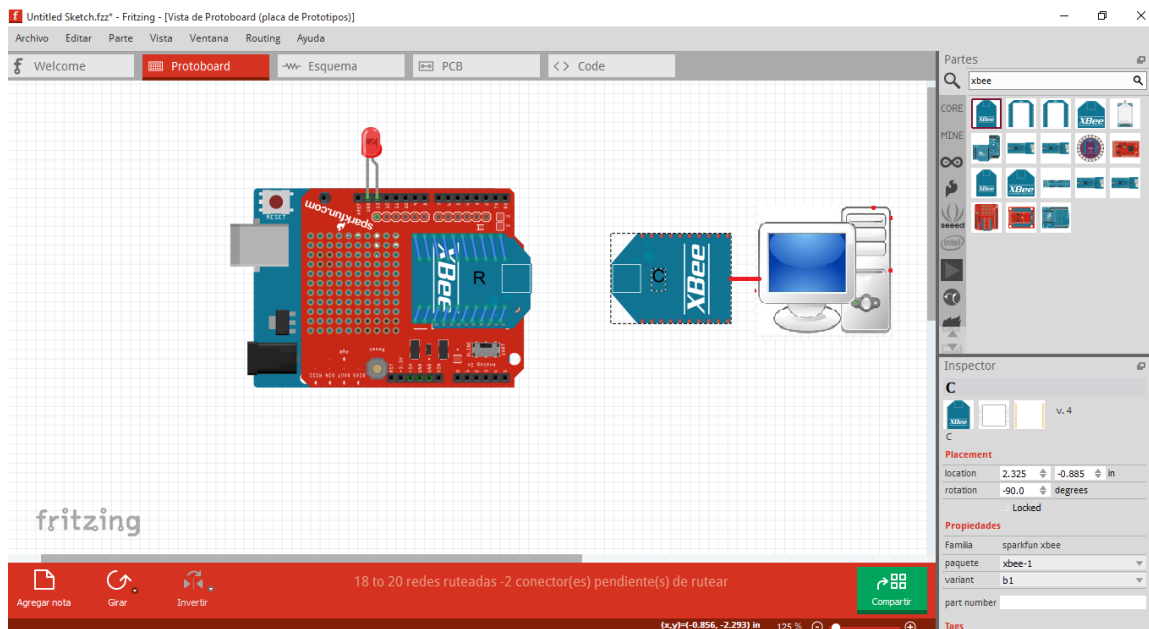 Untitled Sketch.fzz* - Fritzing - [Vista de Protoboard (placa de Prototipos)]
Archivo Editar Parte Vista Ventana Routing Ayuda
Welcome
Protoboard
Esquema
PCB
Code
Partes
xbee
CORE
MINE
seeed
intel
RESET
www.sparkfun.com
XBee
R
C
XBee
Inspector
C
v. 4
C
Placement
location 2.325 -0.885 in
rotation -90.0 degrees
Locked
Propiedades
Familia sparkfun xbee
paquete xbee-1
variant b1
part number
Tags
fritzing
Agregar nota
Girar
Invertir
18 to 20 redes ruteadas -2 conector(es) pendiente(s) de rutear
Compartir
(x,y)=(-0.856, -2.293) in 125 %